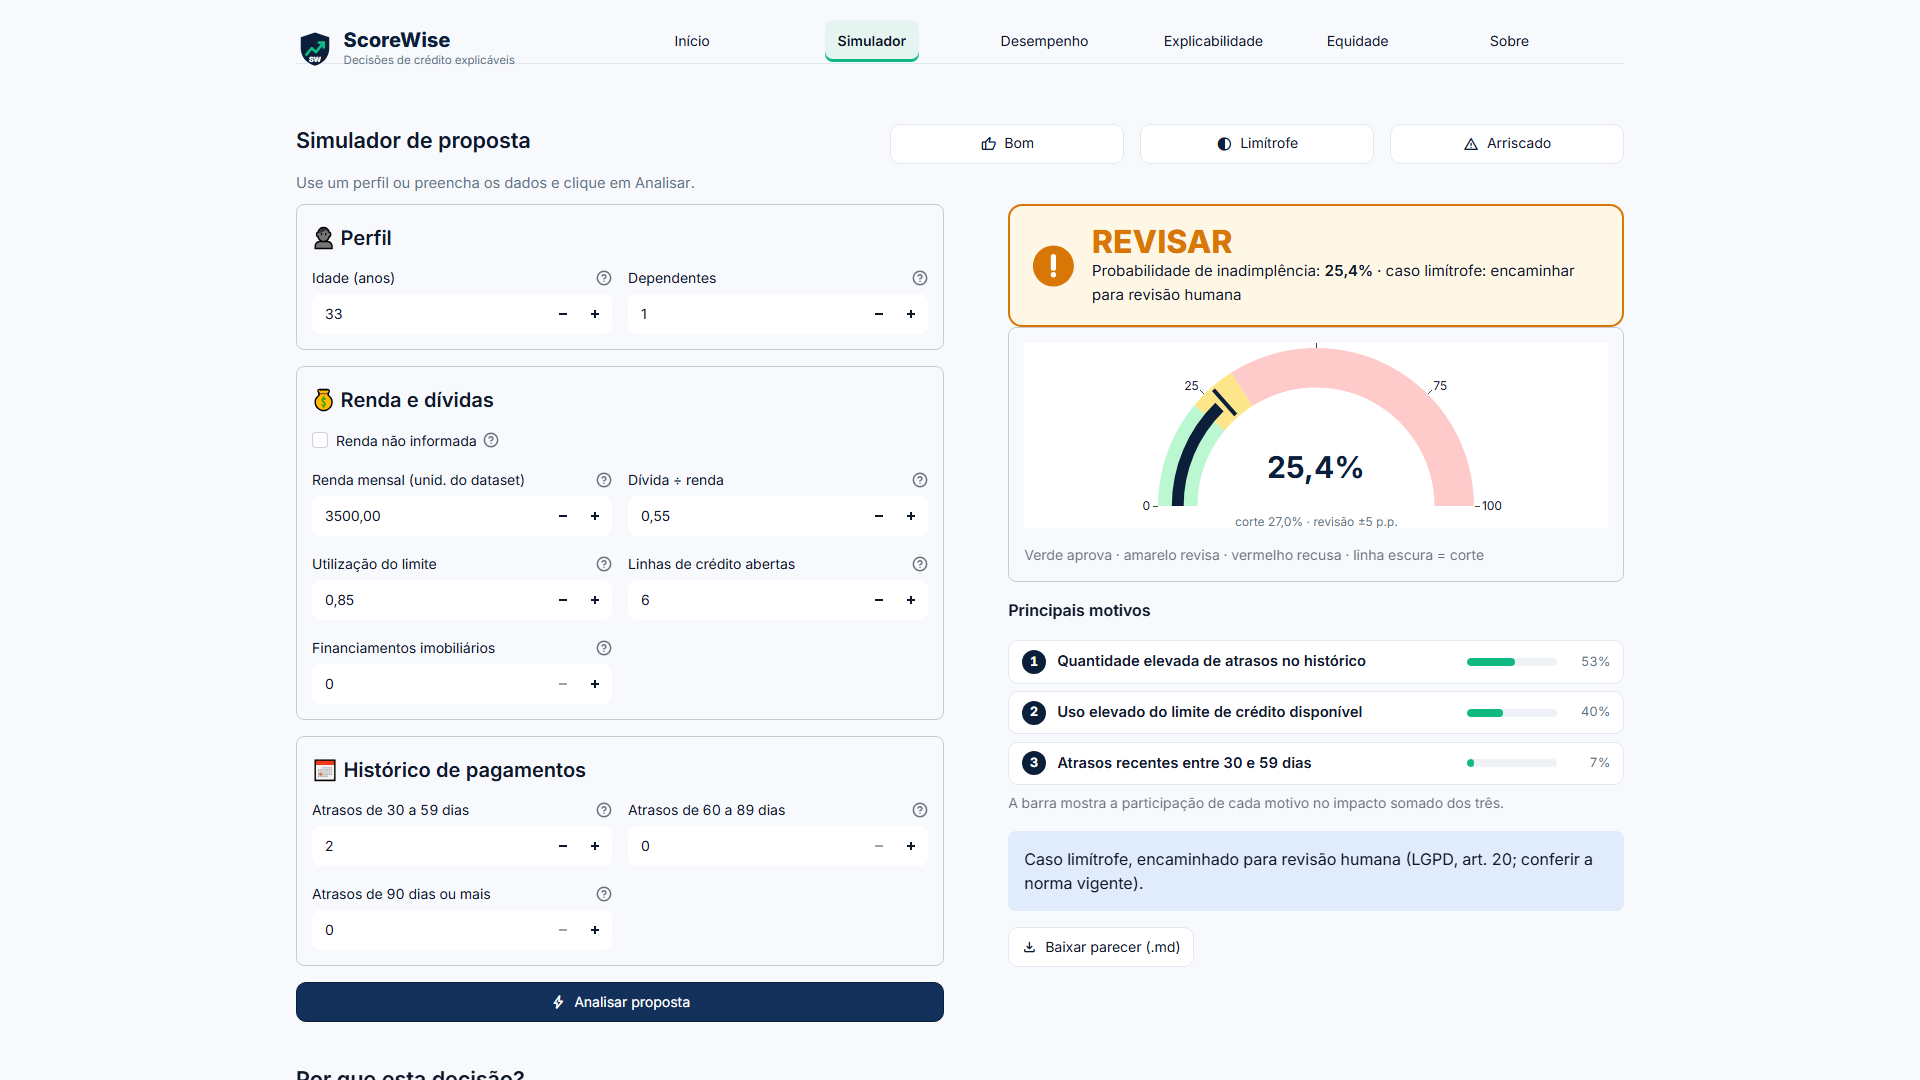 ScoreWise
Decisões de crédito explicáveis
SW
Início
Simulador
Desempenho
Explicabilidade
Equidade
Sobre
Simulador de proposta
Bom
Limítrofe
Arriscado
Use um perfil ou preencha os dados e clique em Analisar.
Perfil
Idade (anos)
33
Dependentes
1
Renda e dívidas
Renda não informada
Renda mensal (unid. do dataset)
3500,00
Dívida ÷ renda
0,55
Utilização do limite
0,85
Linhas de crédito abertas
6
Financiamentos imobiliários
0
Histórico de pagamentos
Atrasos de 30 a 59 dias
2
Atrasos de 60 a 89 dias
0
Atrasos de 90 dias ou mais
0
Analisar proposta
REVISAR
Probabilidade de inadimplência: 25,4% · caso limítrofe: encaminhar
para revisão humana
0
25
75
100
25,4%
corte 27,0% · revisão ±5 p.p.
Verde aprova · amarelo revisa · vermelho recusa · linha escura = corte
Principais motivos
1 Quantidade elevada de atrasos no histórico 53%
2 Uso elevado do limite de crédito disponível 40%
3 Atrasos recentes entre 30 e 59 dias 7%
A barra mostra a participação de cada motivo no impacto somado dos três.
Caso limítrofe, encaminhado para revisão humana (LGPD, art. 20; conferir a
norma vigente).
Baixar parecer (.md)
Por que esta decisão?